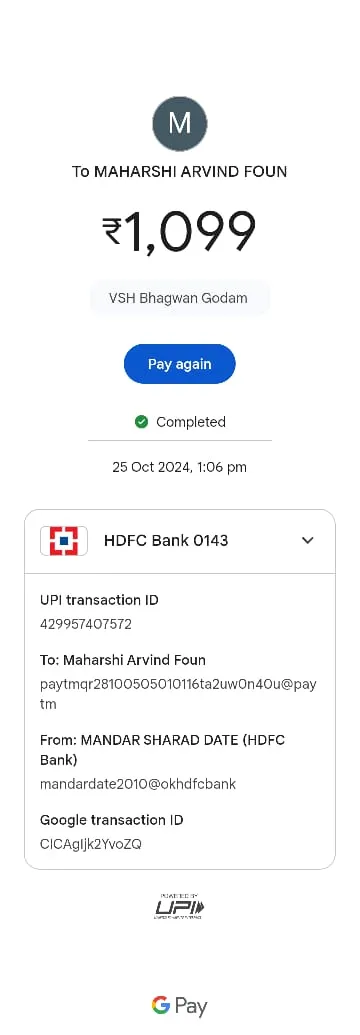 M
To MAHARSHI ARVIND FOUN
₹1,099
VSH Bhagwan Godam
Pay again
Completed
25 Oct 2024, 1:06 pm
HDFC Bank 0143
UPI transaction ID
429957407572
To: Maharshi Arvind Foun
paytmqr28100505010116ta2uw0n40u@pay
tm
From: MANDAR SHARAD DATE (HDFC
Bank)
mandardate2010@okhdfcbank
Google transaction ID
CICAgIjk2YvoZQ
POWERED BY
UPI
G Pay